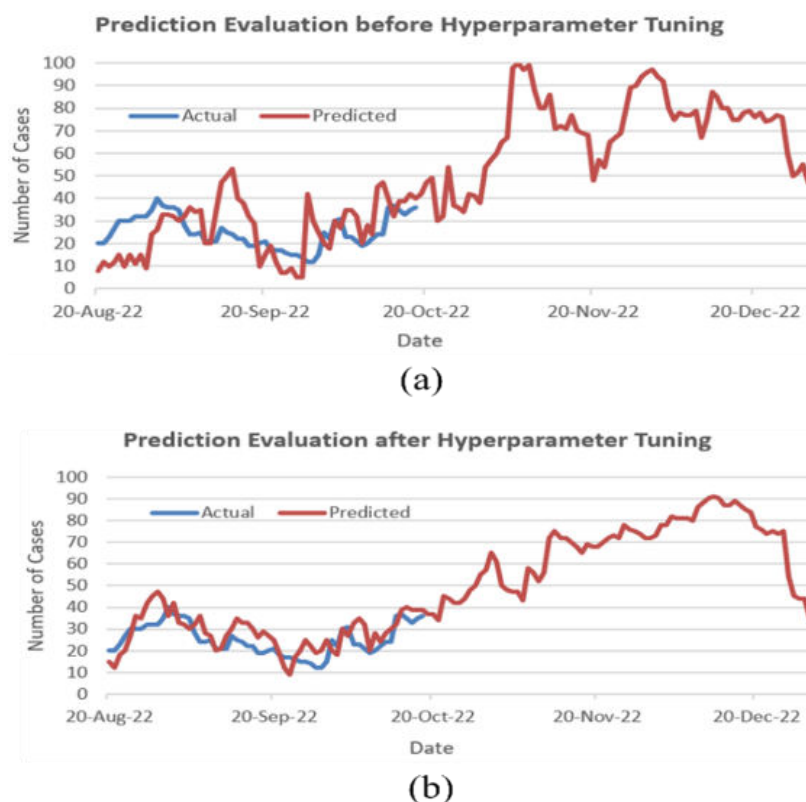 Prediction Evaluation before Hyperparameter Tuning
100
90
80
70
60
50
40
30
20
10
0
Number of Cases
Actual Predicted
20-Aug-22 20-Sep-22 20-Oct-22 20-Nov-22 20-Dec-22
Date
(a)
Prediction Evaluation after Hyperparameter Tuning
100
90
80
70
60
50
40
30
20
10
0
Number of Cases
Actual Predicted
20-Aug-22 20-Sep-22 20-Oct-22 20-Nov-22 20-Dec-22
Date
(b)